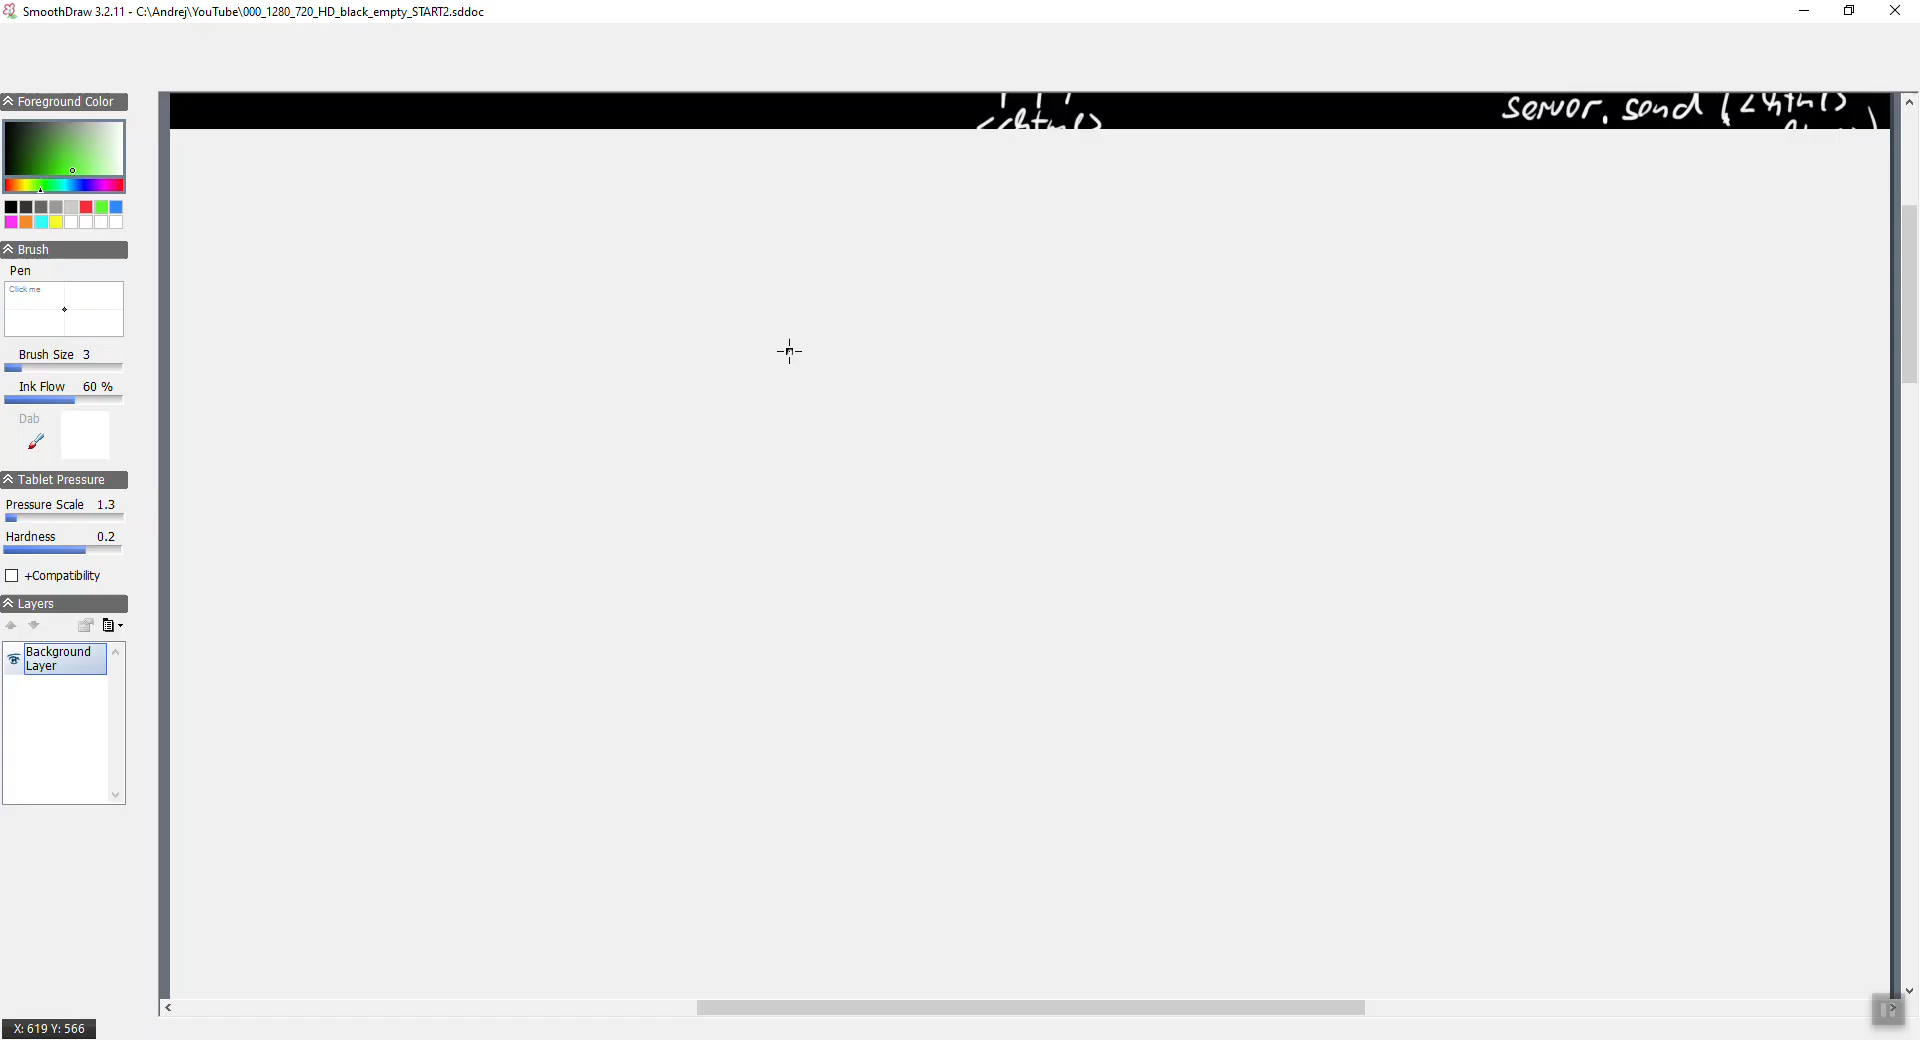 SmoothDraw 3.2.11 - C:\Andrej\YouTube\000_1280_720_HD_black_empty_START2.sddoc
Foreground Color
<<html>
server.send (<html>
Brush
Pen
Click me
Brush Size 3
Ink Flow 60 %
Dab
Tablet Pressure
Pressure Scale 1.3
Hardness 0.2
+Compatibility
Layers
Background
Layer
X: 619 Y: 566